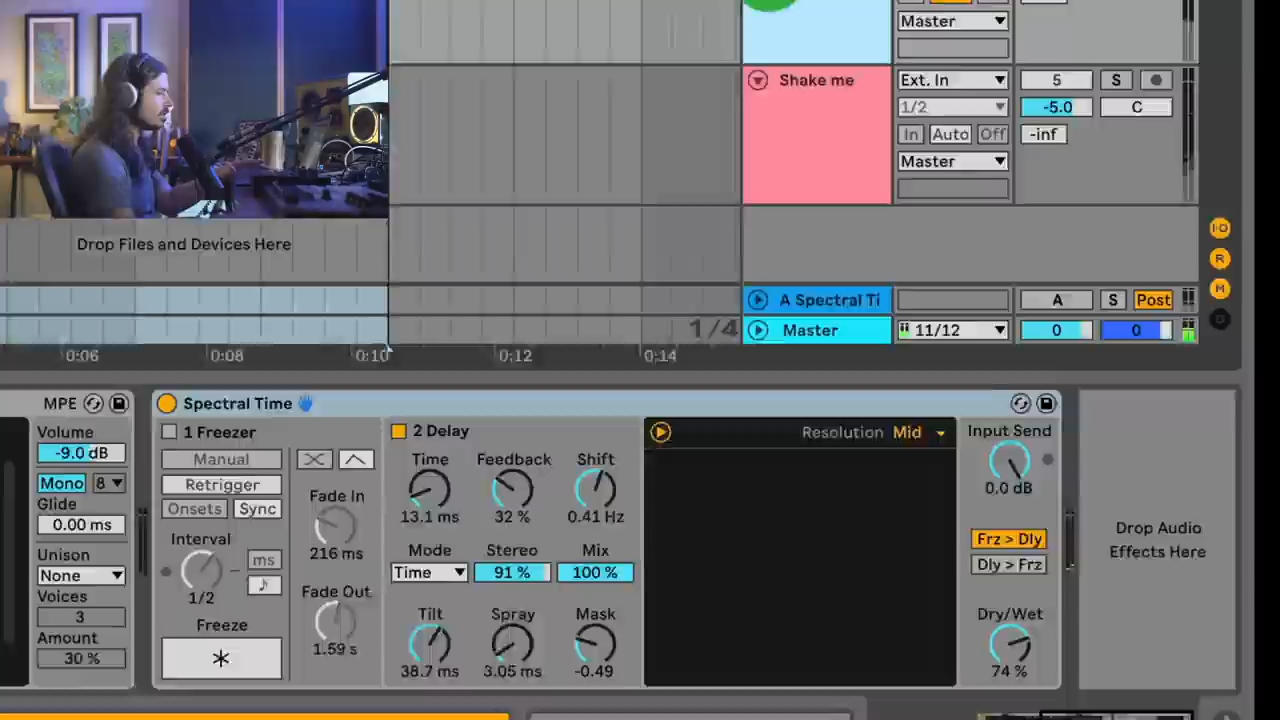 Master
Shake me
Ext. In
5
S
1/2
-5.0
C
In
Auto
Off
-inf
Master
Drop Files and Devices Here
I·O
R
M
D
A Spectral Ti
A
S
Post
1/4
Master
11/12
0
0
0:06
0:08
0:10
0:12
0:14
MPE
Volume
-9.0 dB
Mono
8
Glide
0.00 ms
Unison
None
Voices
3
Amount
30 %
Spectral Time
1 Freezer
Manual
Retrigger
Onsets
Sync
Interval
ms
1/2
Freeze
Fade In
216 ms
Fade Out
1.59 s
2 Delay
Time
Feedback
Shift
13.1 ms
32 %
0.41 Hz
Mode
Stereo
Mix
Time
91 %
100 %
Tilt
Spray
Mask
38.7 ms
3.05 ms
-0.49
Resolution
Mid
Input Send
0.0 dB
Frz > Dly
Dly > Frz
Dry/Wet
74 %
Drop Audio
Effects Here